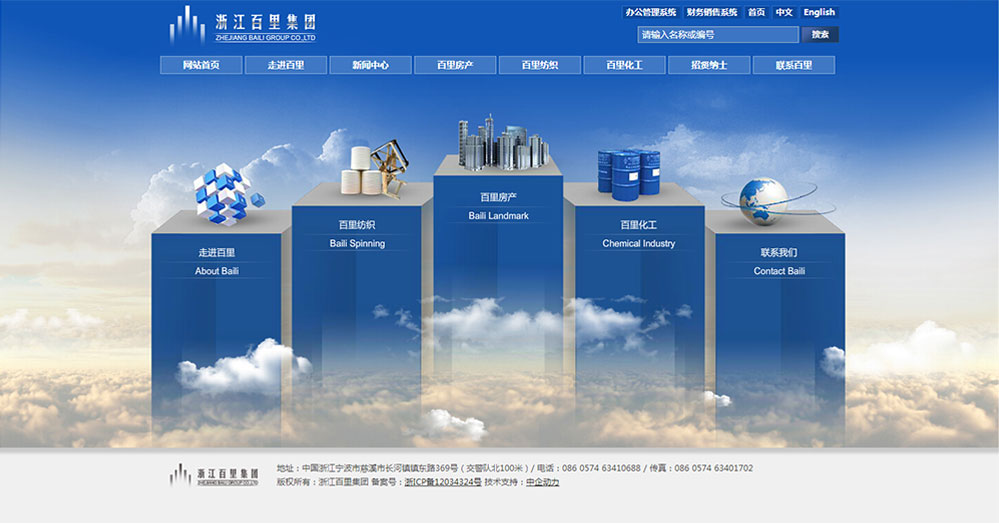 浙江百里集团
ZHEJIANG BAILI GROUP CO.,LTD
办公管理系统 财务销售系统 首页 中文 English
请输入名称或编号 搜索
网站首页 走进百里 新闻中心 百里房产 百里纺织 百里化工 招贤纳士 联系百里
百里房产
Baili Landmark
百里纺织
Baili Spinning
百里化工
Chemical Industry
走进百里
About Baili
联系我们
Contact Baili
浙江百里集团
ZHEJIANG BAILI GROUP CO.,LTD
地址：中国浙江宁波市慈溪市长河镇镇东路369号（交警队北100米）/ 电话：086 0574 63410688 / 传真：086 0574 63401702
版权所有：浙江百里集团 备案号：浙ICP备12034324号 技术支持：中企动力